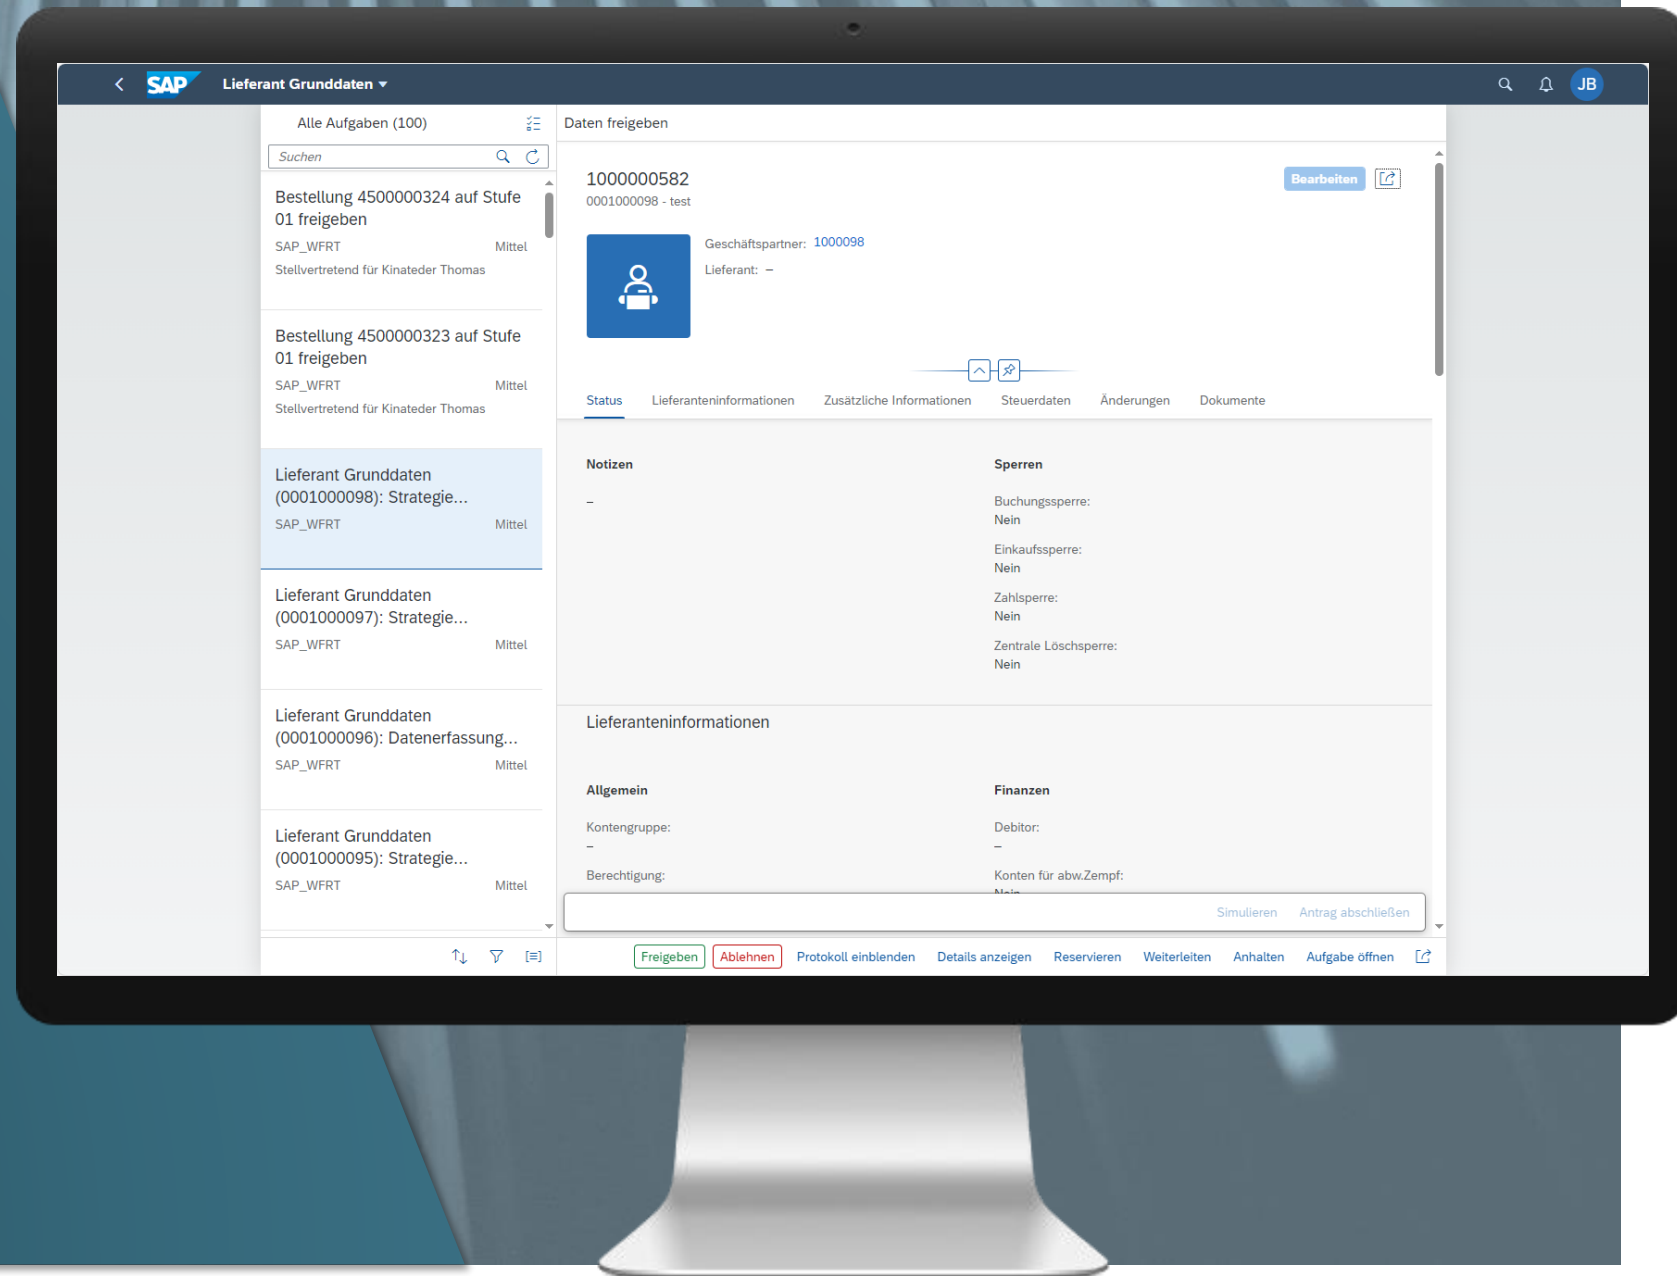 SAP
Lieferant Grunddaten
JB
Alle Aufgaben (100)
Suchen
Bestellung 4500000324 auf Stufe
01 freigeben
SAP_WFRT Mittel
Stellvertretend für Kinateder Thomas
Bestellung 4500000323 auf Stufe
01 freigeben
SAP_WFRT Mittel
Stellvertretend für Kinateder Thomas
Lieferant Grunddaten
(0001000098): Strategie...
SAP_WFRT Mittel
Lieferant Grunddaten
(0001000097): Strategie...
SAP_WFRT Mittel
Lieferant Grunddaten
(0001000096): Datenerfassung...
SAP_WFRT Mittel
Lieferant Grunddaten
(0001000095): Strategie...
SAP_WFRT Mittel
Daten freigeben
1000000582
0001000098 - test
Bearbeiten
Geschäftspartner: 1000098
Lieferant: –
Status Lieferanteninformationen Zusätzliche Informationen Steuerdaten Änderungen Dokumente
Notizen
–
Sperren
Buchungssperre:
Nein
Einkaufssperre:
Nein
Zahlsperre:
Nein
Zentrale Löschsperre:
Nein
Lieferanteninformationen
Allgemein
Kontengruppe:
–
Berechtigung:
Finanzen
Debitor:
–
Konten für abw.Zempf:
Nein
Simulieren Antrag abschließen
Freigeben Ablehnen Protokoll einblenden Details anzeigen Reservieren Weiterleiten Anhalten Aufgabe öffnen